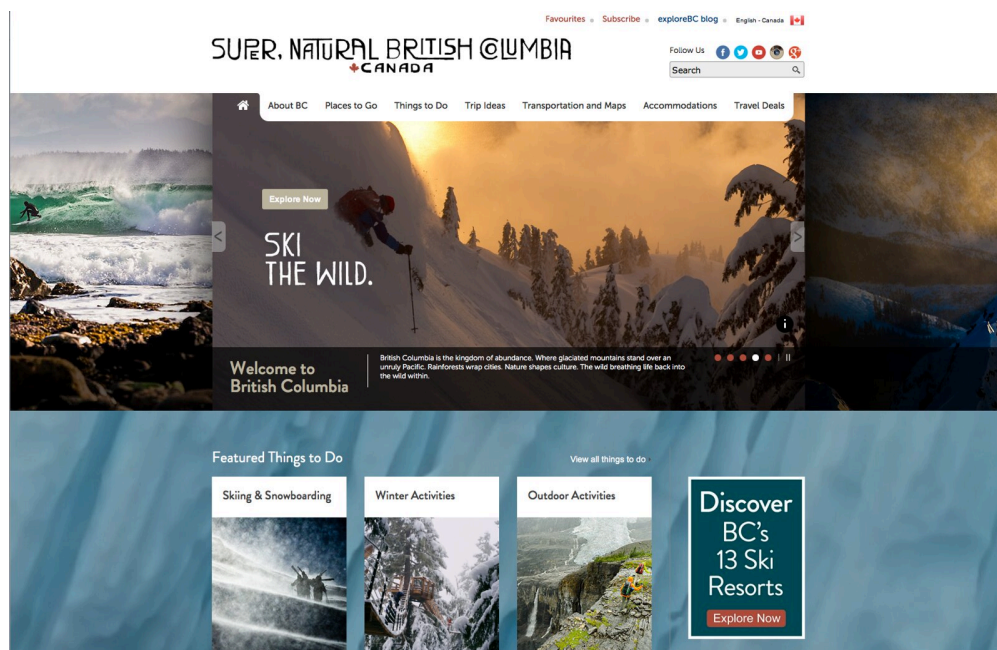 Favourites
Subscribe
exploreBC blog
English - Canada
SUPER, NATURAL BRITISH COLUMBIA
CANADA
Follow Us
Search
About BC
Places to Go
Things to Do
Trip Ideas
Transportation and Maps
Accommodations
Travel Deals
Explore Now
<
>
SKI
THE WILD.
i
Welcome to
British Columbia
British Columbia is the kingdom of abundance. Where glaciated mountains stand over an
unruly Pacific. Rainforests wrap cities. Nature shapes culture. The wild breathing life back into
the wild within.
Featured Things to Do
View all things to do
Skiing & Snowboarding
Winter Activities
Outdoor Activities
Discover
BC's
13 Ski
Resorts
Explore Now